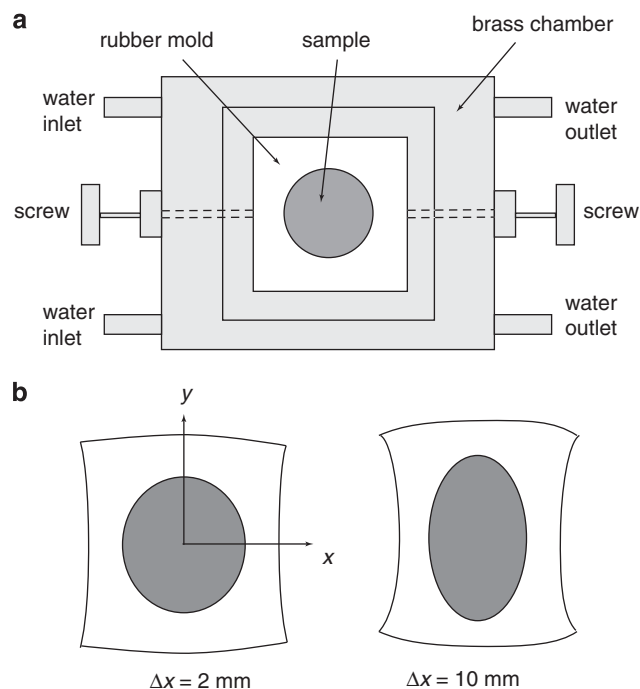 a
rubber mold
sample
brass chamber
water
inlet
water
outlet
screw
screw
water
inlet
water
outlet
b
y
x
Δx = 2 mm
Δx = 10 mm